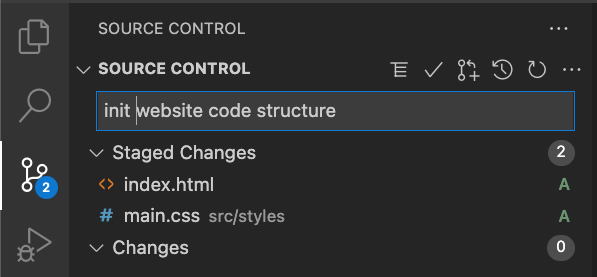 SOURCE CONTROL
SOURCE CONTROL
init website code structure
Staged Changes 2
index.html A
2
# main.css src/styles A
Changes 0